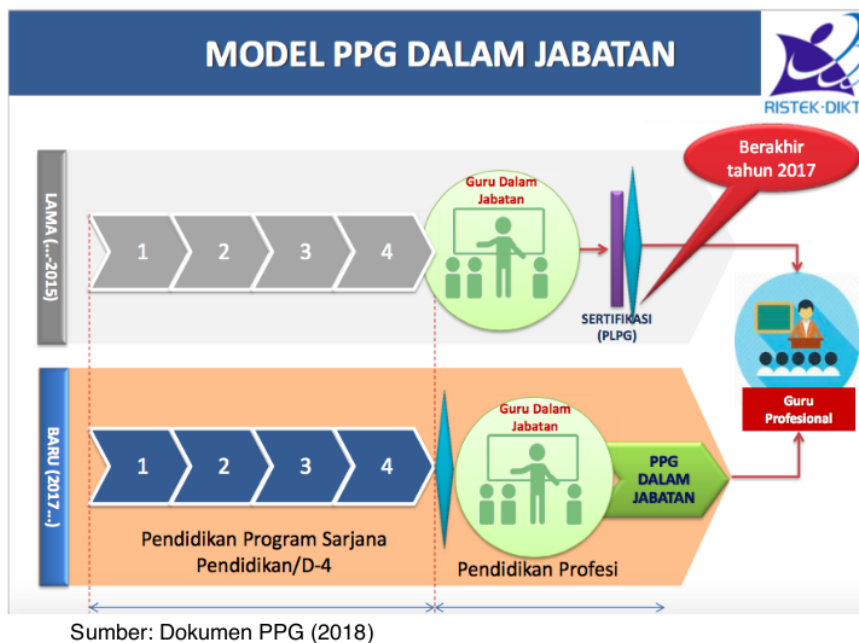 MODEL PPG DALAM JABATAN
RISTEK-DIKT
Berakhir
tahun 2017
LAMA (...-2015)
1
2
3
4
Guru Dalam
Jabatan
SERTIFIKASI
(PLPG)
Guru
Profesional
BARU (2017...)
1
2
3
4
Guru Dalam
Jabatan
PPG
DALAM
JABATAN
Pendidikan Program Sarjana
Pendidikan/D-4
Pendidikan Profesi
Sumber: Dokumen PPG (2018)